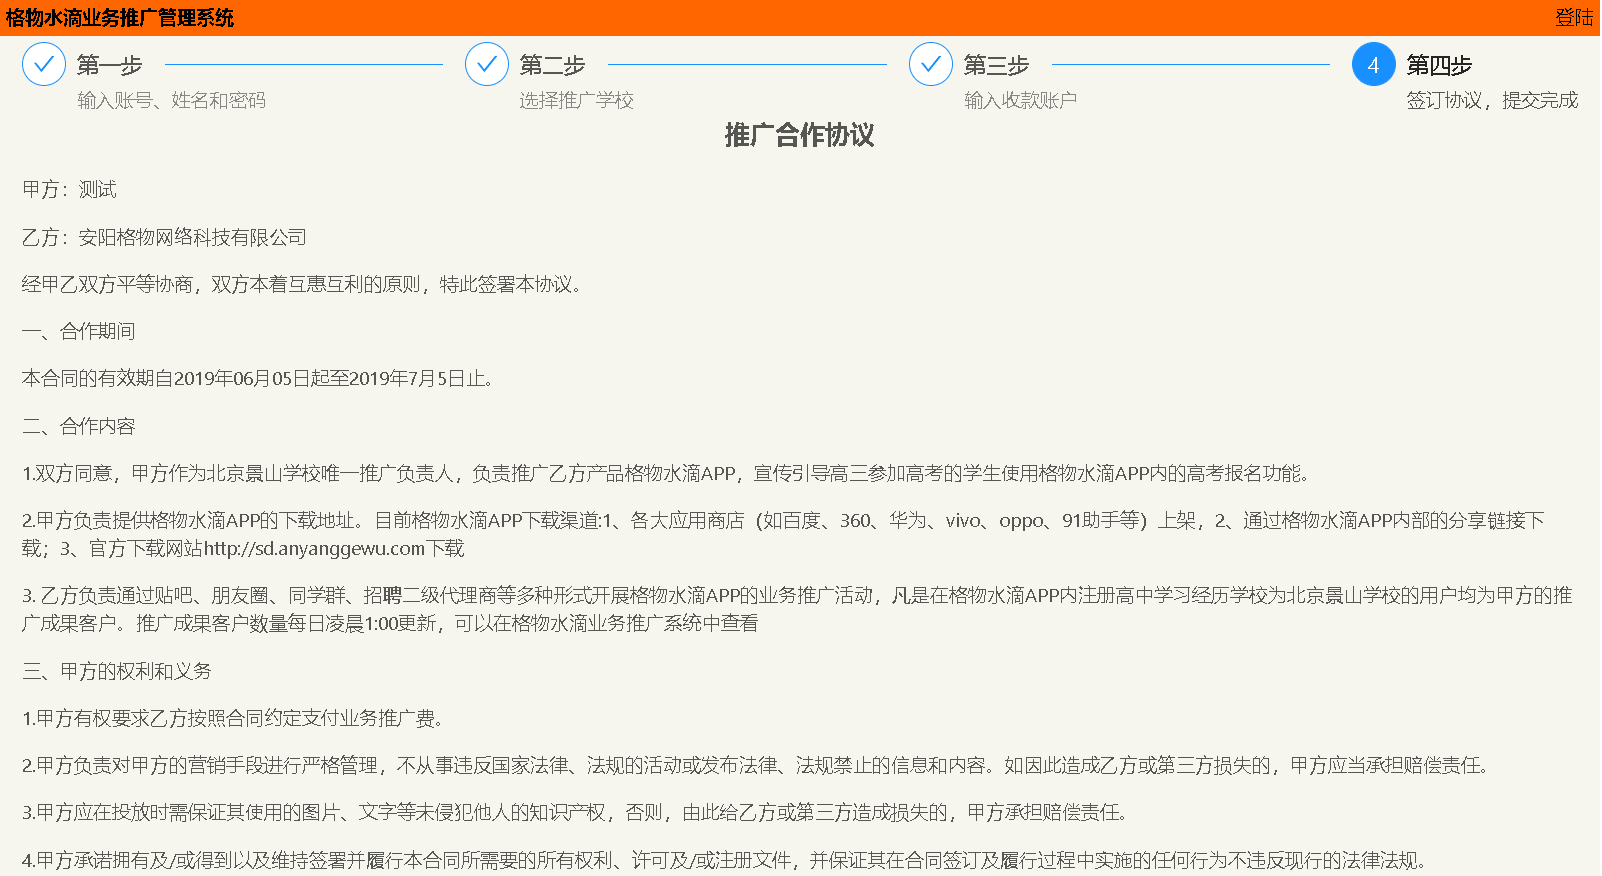 格物水滴业务推广管理系统
登陆
第一步
输入账号、姓名和密码
第二步
选择推广学校
第三步
输入收款账户
4
第四步
签订协议，提交完成
推广合作协议
甲方：测试
乙方：安阳格物网络科技有限公司
经甲乙双方平等协商，双方本着互惠互利的原则，特此签署本协议。
一、合作期间
本合同的有效期自2019年06月05日起至2019年7月5日止。
二、合作内容
1.双方同意，甲方作为北京景山学校唯一推广负责人，负责推广乙方产品格物水滴APP，宣传引导高三参加高考的学生使用格物水滴APP内的高考报名功能。
2.甲方负责提供格物水滴APP的下载地址。目前格物水滴APP下载渠道:1、各大应用商店（如百度、360、华为、vivo、oppo、91助手等）上架，2、通过格物水滴APP内部的分享链接下
载；3、官方下载网站http://sd.anyanggewu.com下载
3. 乙方负责通过贴吧、朋友圈、同学群、招聘二级代理商等多种形式开展格物水滴APP的业务推广活动，凡是在格物水滴APP内注册高中学习经历学校为北京景山学校的用户均为甲方的推
广成果客户。推广成果客户数量每日凌晨1:00更新，可以在格物水滴业务推广系统中查看
三、甲方的权利和义务
1.甲方有权要求乙方按照合同约定支付业务推广费。
2.甲方负责对甲方的营销手段进行严格管理，不从事违反国家法律、法规的活动或发布法律、法规禁止的信息和内容。如因此造成乙方或第三方损失的，甲方应当承担赔偿责任。
3.甲方应在投放时需保证其使用的图片、文字等未侵犯他人的知识产权，否则，由此给乙方或第三方造成损失的，甲方承担赔偿责任。
4.甲方承诺拥有及/或得到以及维持签署并履行本合同所需要的所有权利、许可及/或注册文件，并保证其在合同签订及履行过程中实施的任何行为不违反现行的法律法规。